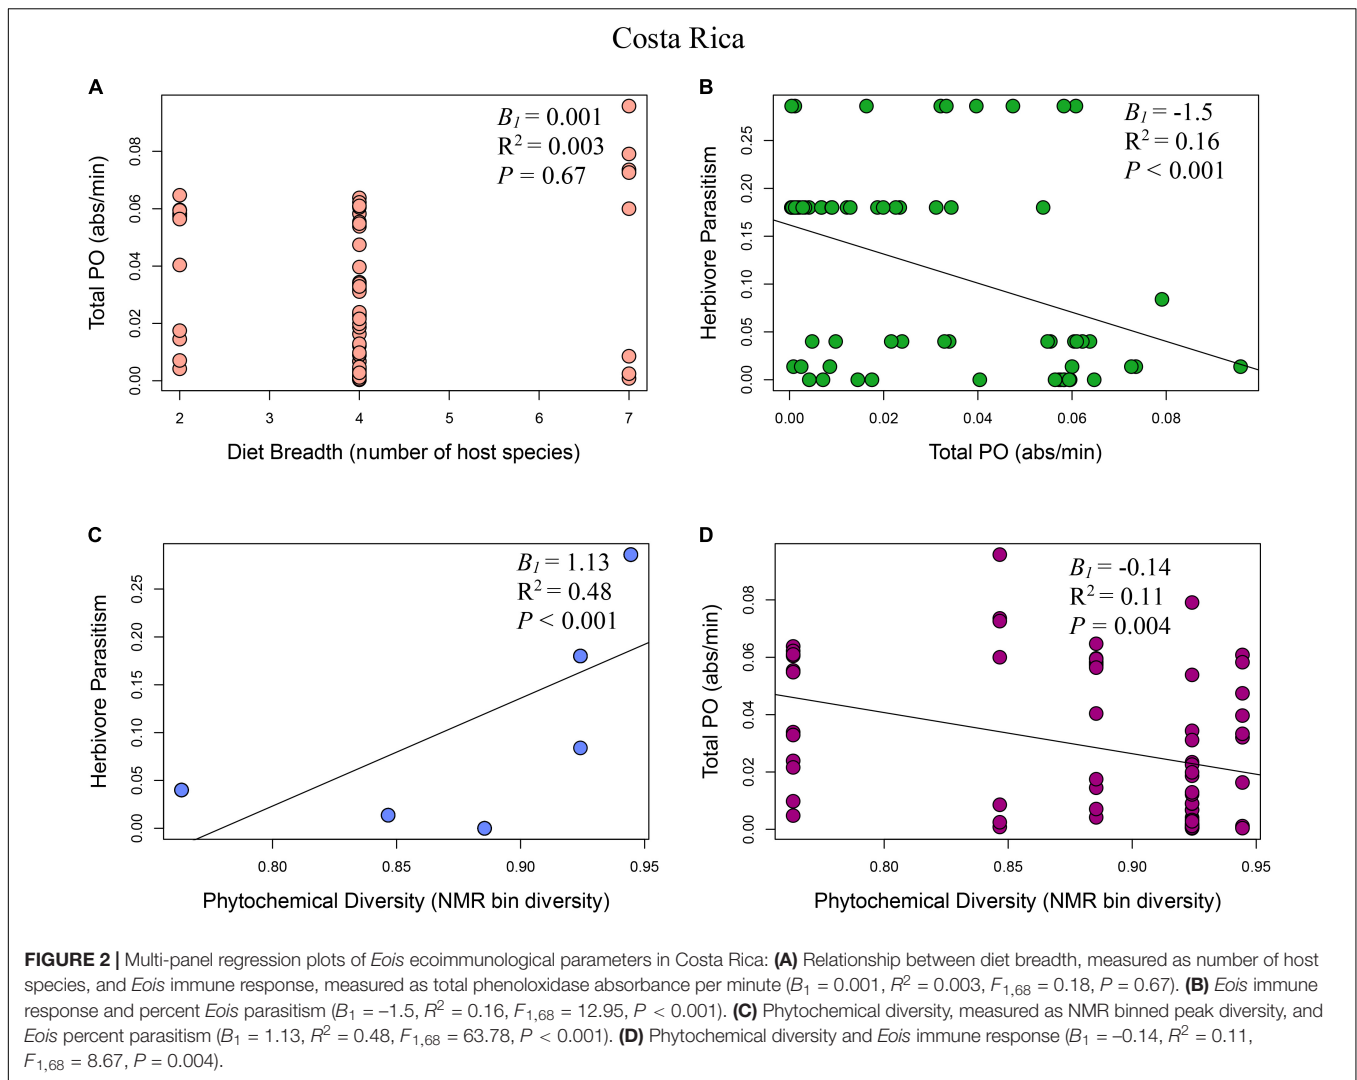 Costa Rica
A
B1 = 0.001
R2 = 0.003
P = 0.67
Total PO (abs/min)
0.08
0.06
0.04
0.02
0.00
2 3 4 5 6 7
Diet Breadth (number of host species)
B
B1 = -1.5
R2 = 0.16
P < 0.001
Herbivore Parasitism
0.25
0.20
0.15
0.10
0.05
0.00
0.00 0.02 0.04 0.06 0.08
Total PO (abs/min)
C
B1 = 1.13
R2 = 0.48
P < 0.001
Herbivore Parasitism
0.25
0.20
0.15
0.10
0.05
0.00
0.80 0.85 0.90 0.95
Phytochemical Diversity (NMR bin diversity)
D
B1 = -0.14
R2 = 0.11
P = 0.004
Total PO (abs/min)
0.08
0.06
0.04
0.02
0.00
0.80 0.85 0.90 0.95
Phytochemical Diversity (NMR bin diversity)
FIGURE 2 | Multi-panel regression plots of Eois ecoimmunological parameters in Costa Rica: (A) Relationship between diet breadth, measured as number of host
species, and Eois immune response, measured as total phenoloxidase absorbance per minute (B1 = 0.001, R2 = 0.003, F1,68 = 0.18, P = 0.67). (B) Eois immune
response and percent Eois parasitism (B1 = –1.5, R2 = 0.16, F1,68 = 12.95, P < 0.001). (C) Phytochemical diversity, measured as NMR binned peak diversity, and
Eois percent parasitism (B1 = 1.13, R2 = 0.48, F1,68 = 63.78, P < 0.001). (D) Phytochemical diversity and Eois immune response (B1 = –0.14, R2 = 0.11,
F1,68 = 8.67, P = 0.004).